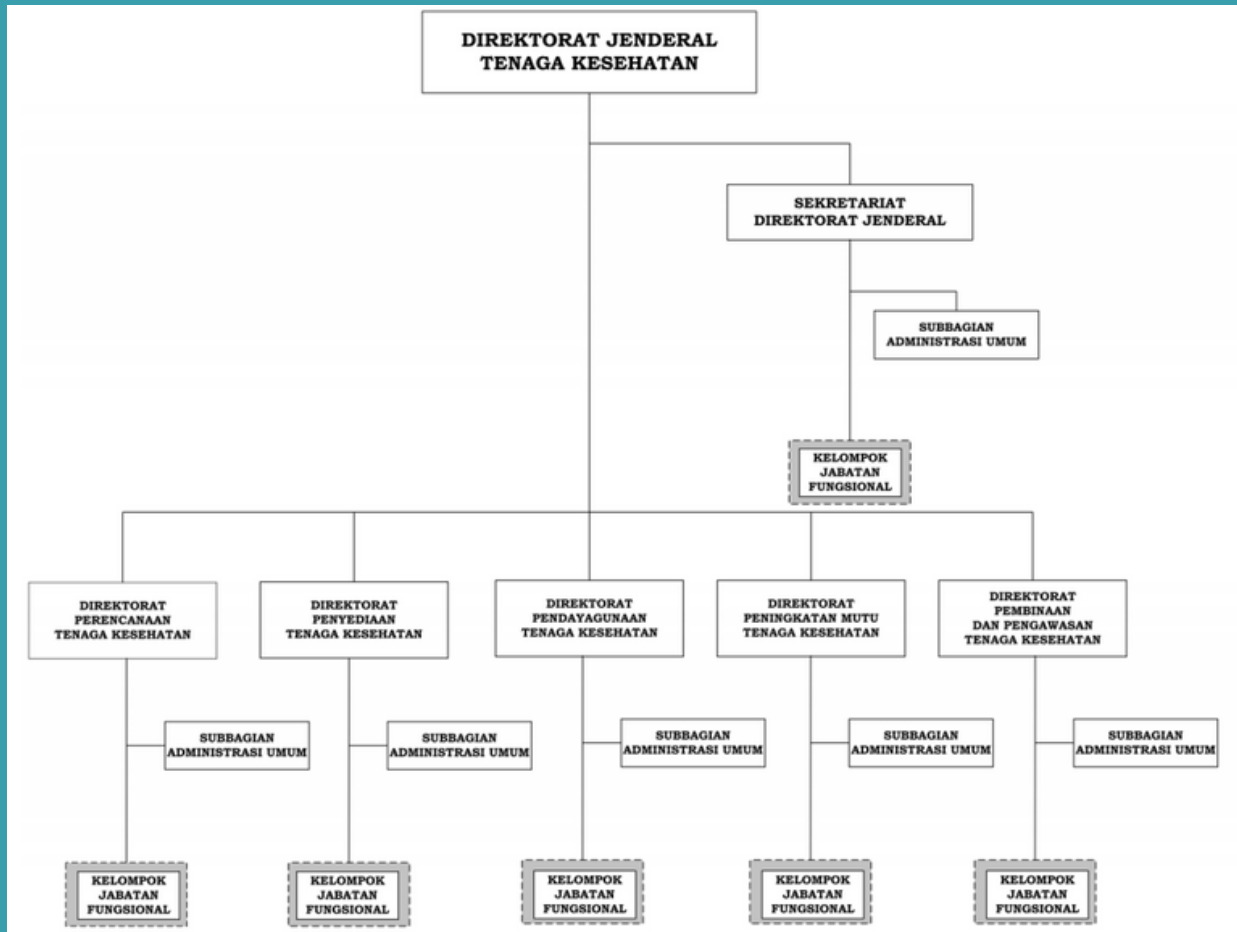 DIREKTORAT JENDERAL
TENAGA KESEHATAN
SEKRETARIAT
DIREKTORAT JENDERAL
SUBBAGIAN
ADMINISTRASI UMUM
KELOMPOK
JABATAN
FUNGSIONAL
DIREKTORAT
PERENCANAAN
TENAGA KESEHATAN
DIREKTORAT
PENYEDIAAN
TENAGA KESEHATAN
DIREKTORAT
PENDAYAGUNAAN
TENAGA KESEHATAN
DIREKTORAT
PENINGKATAN MUTU
TENAGA KESEHATAN
DIREKTORAT
PEMBINAAN
DAN PENGAWASAN
TENAGA KESEHATAN
SUBBAGIAN
ADMINISTRASI UMUM
SUBBAGIAN
ADMINISTRASI UMUM
SUBBAGIAN
ADMINISTRASI UMUM
SUBBAGIAN
ADMINISTRASI UMUM
SUBBAGIAN
ADMINISTRASI UMUM
KELOMPOK
JABATAN
FUNGSIONAL
KELOMPOK
JABATAN
FUNGSIONAL
KELOMPOK
JABATAN
FUNGSIONAL
KELOMPOK
JABATAN
FUNGSIONAL
KELOMPOK
JABATAN
FUNGSIONAL